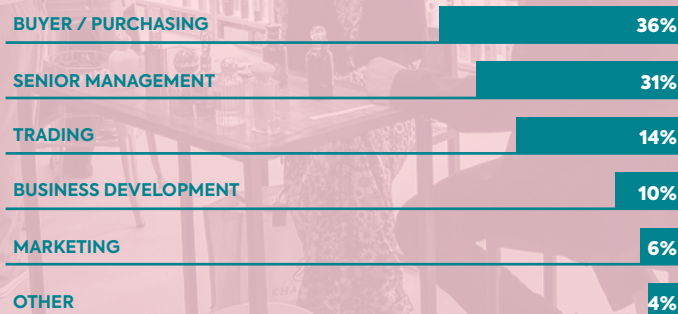 BUYER / PURCHASING 36%
SENIOR MANAGEMENT 31%
TRADING 14%
BUSINESS DEVELOPMENT 10%
MARKETING 6%
OTHER 4%